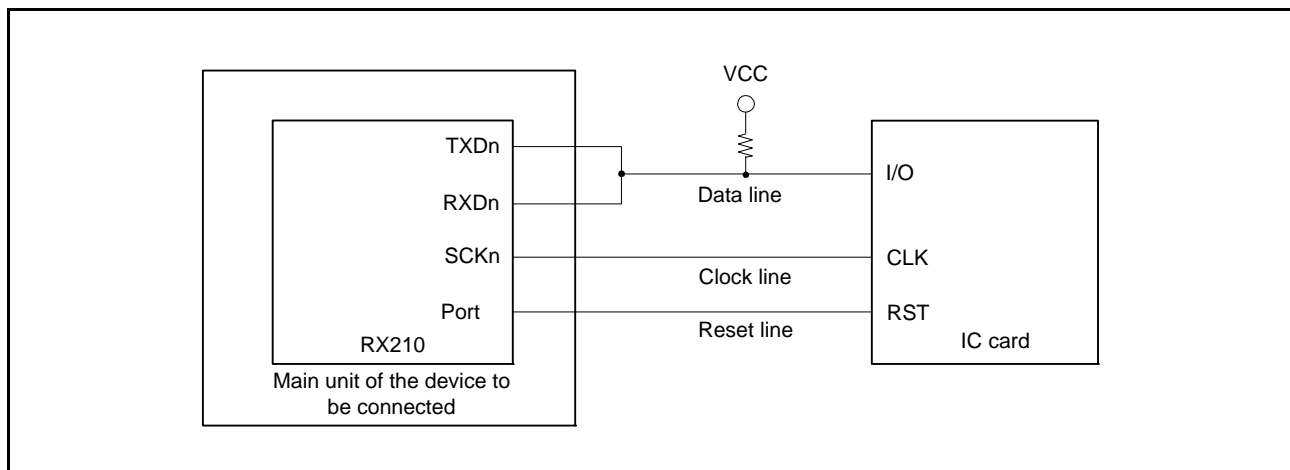 VCC
TXDn
I/O
Data line
RXDn
SCKn
CLK
Clock line
Port
RST
Reset line
RX210
IC card
Main unit of the device to
be connected